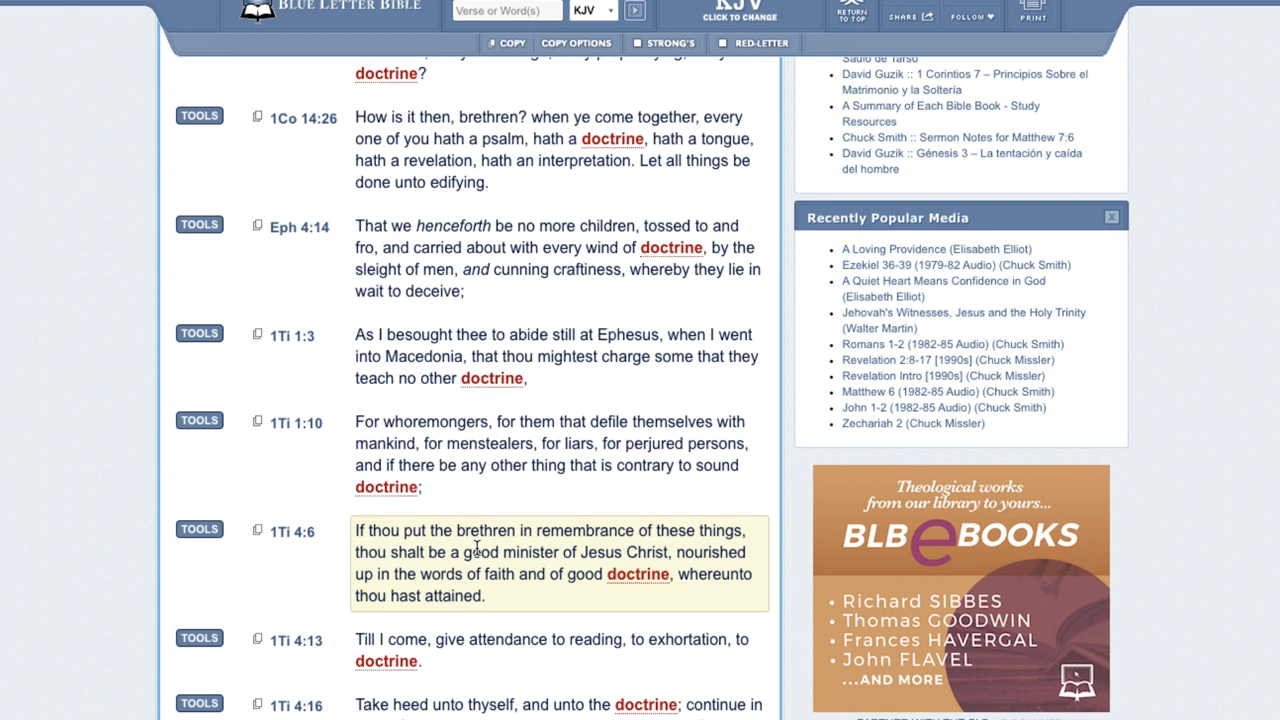 BLUE LETTER BIBLE
Verse or Word(s)
KJV
KJV
CLICK TO CHANGE
RETURN
TO TOP
SHARE
FOLLOW
PRINT
COPY
COPY OPTIONS
STRONG'S
RED-LETTER
doctrine?
TOOLS
1Co 14:26
How is it then, brethren? when ye come together, every
one of you hath a psalm, hath a doctrine, hath a tongue,
hath a revelation, hath an interpretation. Let all things be
done unto edifying.
TOOLS
Eph 4:14
That we henceforth be no more children, tossed to and
fro, and carried about with every wind of doctrine, by the
sleight of men, and cunning craftiness, whereby they lie in
wait to deceive;
TOOLS
1Ti 1:3
As I besought thee to abide still at Ephesus, when I went
into Macedonia, that thou mightest charge some that they
teach no other doctrine,
TOOLS
1Ti 1:10
For whoremongers, for them that defile themselves with
mankind, for menstealers, for liars, for perjured persons,
and if there be any other thing that is contrary to sound
doctrine;
TOOLS
1Ti 4:6
If thou put the brethren in remembrance of these things,
thou shalt be a good minister of Jesus Christ, nourished
up in the words of faith and of good doctrine, whereunto
thou hast attained.
TOOLS
1Ti 4:13
Till I come, give attendance to reading, to exhortation, to
doctrine.
TOOLS
1Ti 4:16
Take heed unto thyself, and unto the doctrine; continue in
Saulo de Tarso
David Guzik :: 1 Corintios 7 – Principios Sobre el
Matrimonio y la Soltería
A Summary of Each Bible Book - Study
Resources
Chuck Smith :: Sermon Notes for Matthew 7:6
David Guzik :: Génesis 3 – La tentación y caída
del hombre
Recently Popular Media
A Loving Providence (Elisabeth Elliot)
Ezekiel 36-39 (1979-82 Audio) (Chuck Smith)
A Quiet Heart Means Confidence in God
(Elisabeth Elliot)
Jehovah's Witnesses, Jesus and the Holy Trinity
(Walter Martin)
Romans 1-2 (1982-85 Audio) (Chuck Smith)
Revelation 2:8-17 [1990s] (Chuck Missler)
Revelation Intro [1990s] (Chuck Missler)
Matthew 6 (1982-85 Audio) (Chuck Smith)
John 1-2 (1982-85 Audio) (Chuck Smith)
Zechariah 2 (Chuck Missler)
Theological works
from our library to yours...
BLB eBOOKS
• Richard SIBBES
• Thomas GOODWIN
• Frances HAVERGAL
• John FLAVEL
...AND MORE